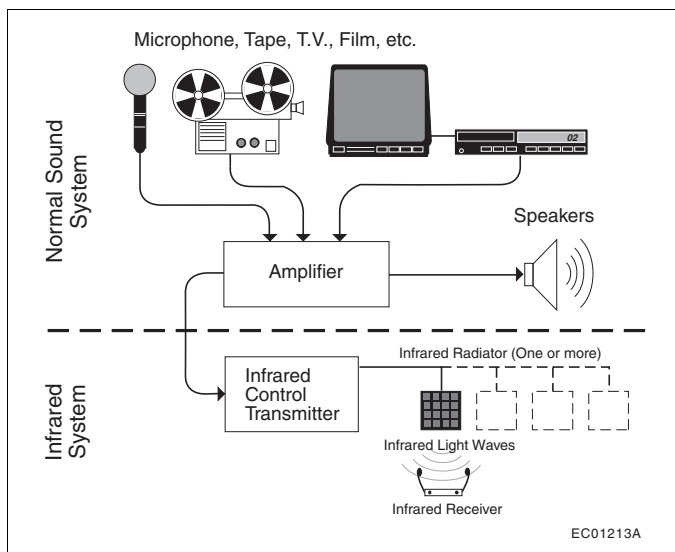 Microphone, Tape, T.V., Film, etc.
Normal Sound
System
02
Speakers
Amplifier
Infrared
System
Infrared Radiator (One or more)
Infrared
Control
Transmitter
Infrared Light Waves
Infrared Receiver
EC01213A